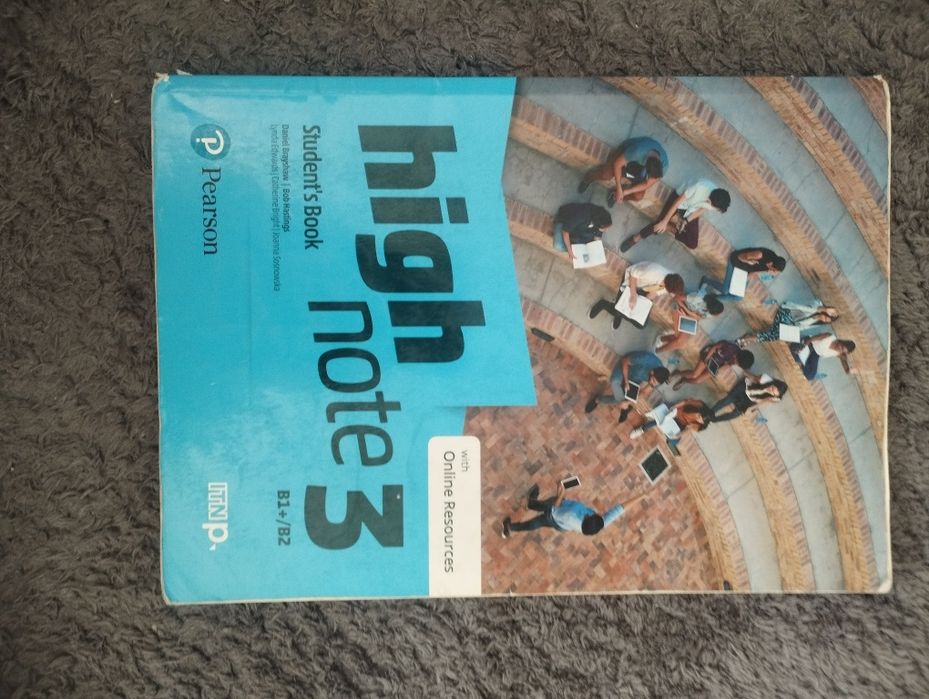 with
Online Resources
high
note 3
B1+/B2
Student's Book
Daniel Brayshaw | Bob Hastings
Lynda Edwards | Catherine Bright | Joanna Sosnowska
Pearson
ITN